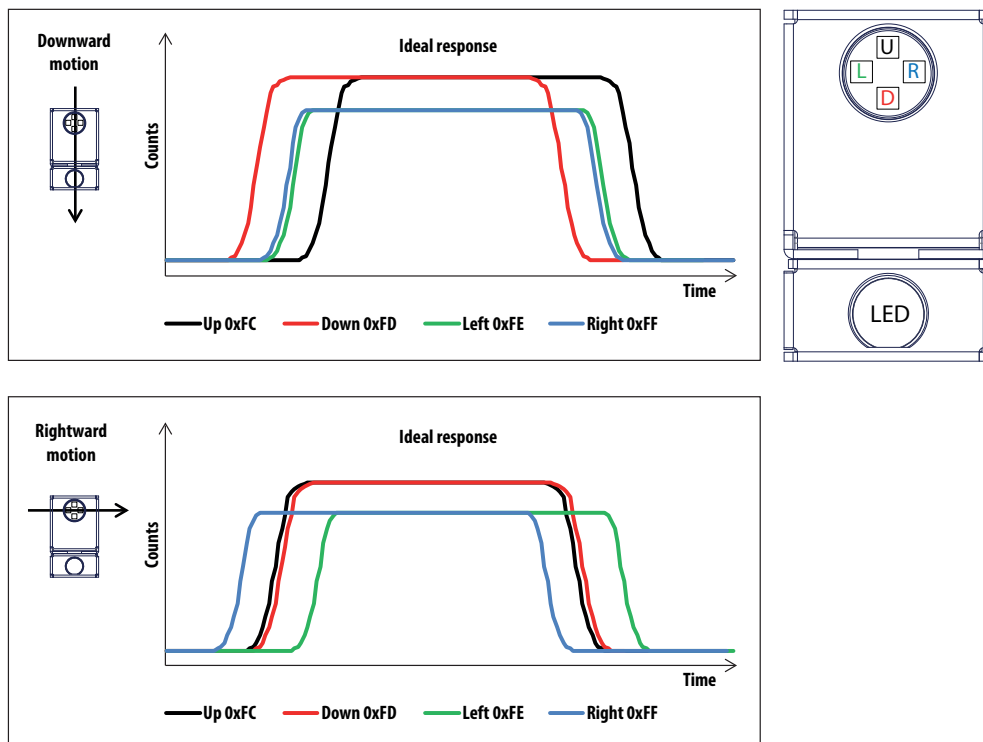 Downward
motion
Ideal response
Counts
Time
Up 0xFC Down 0xFD Left 0xFE Right 0xFF
U
L R
D
LED
Rightward
motion
Ideal response
Counts
Time
Up 0xFC Down 0xFD Left 0xFE Right 0xFF